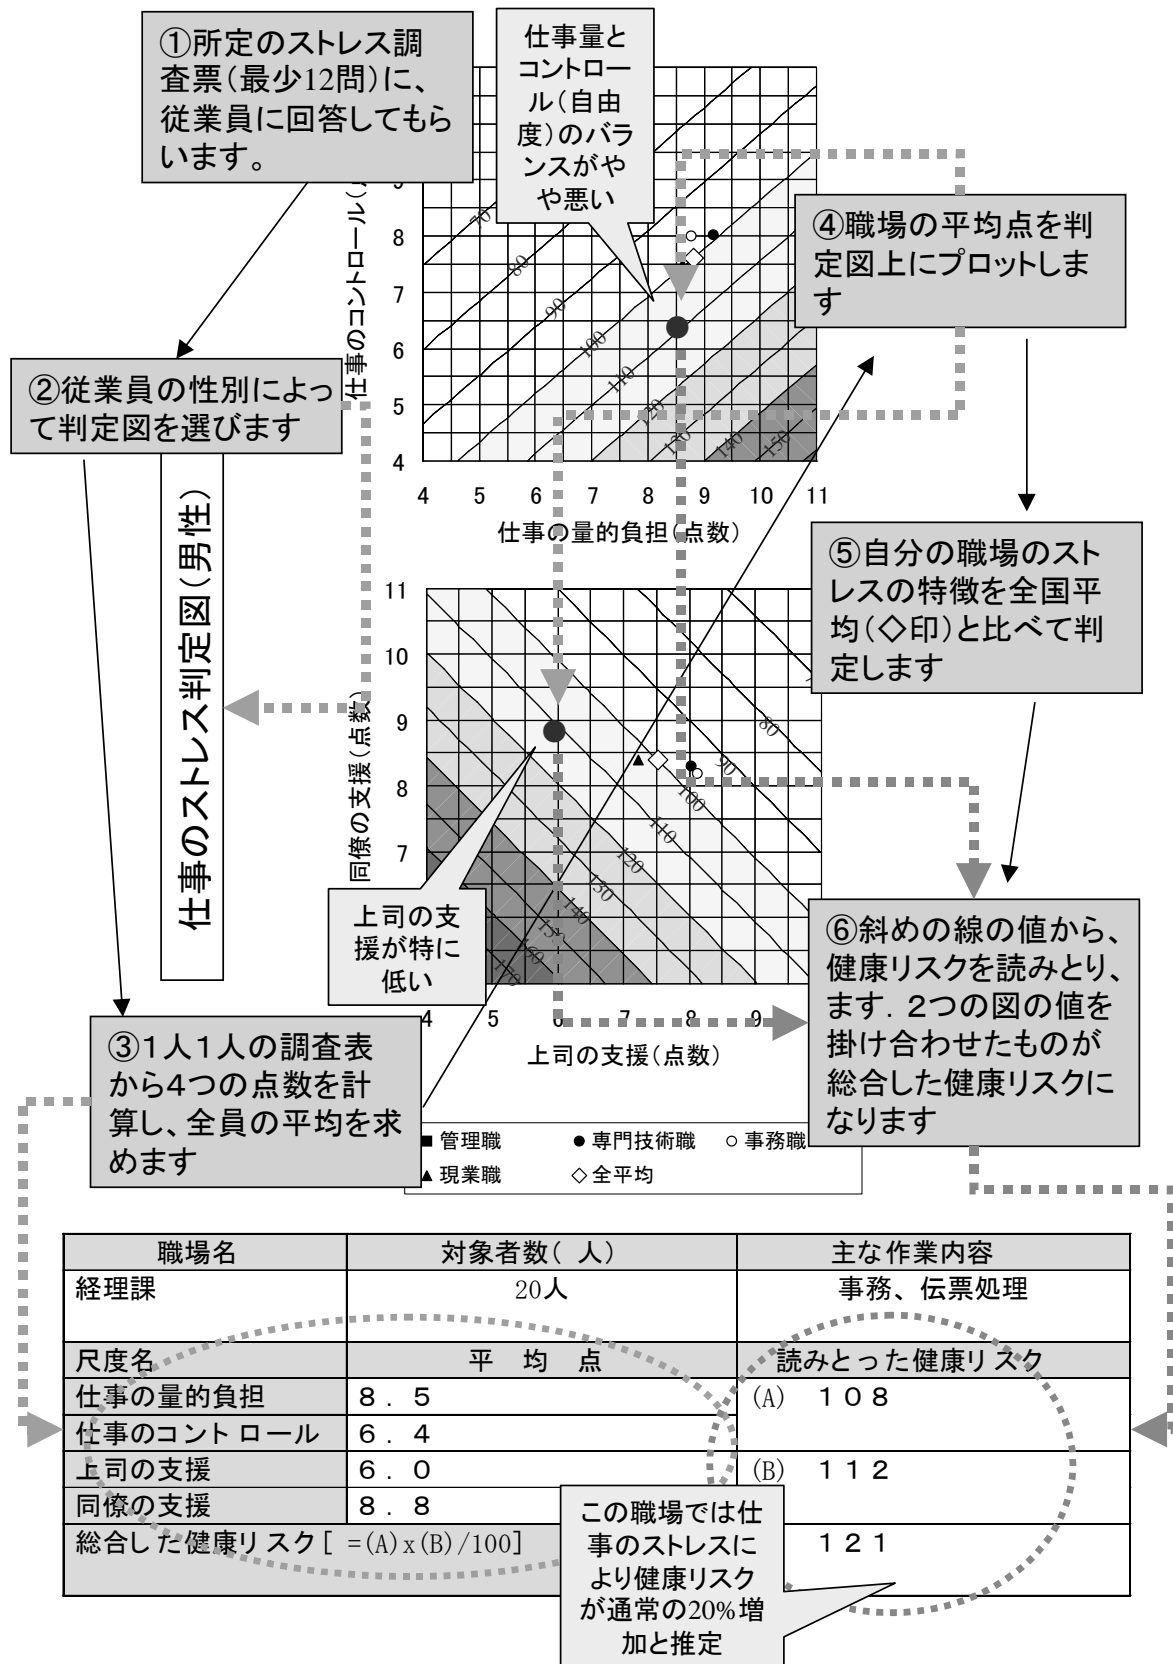 ①所定のストレス調
査票（最少12問）に、
従業員に回答してもら
います。
仕事量と
コントロー
ル（自由
度）のバラ
ンスがや
や悪い
④職場の平均点を判
定図上にプロットしま
す
②従業員の性別によっ
て判定図を選びます
仕事のストレス判定図（男性）
仕事のコントロール（
8
7
6
5
4
70
80
90
100
110
120
130
140
150
4 5 6 7 8 9 10 11
仕事の量的負担（点数）
⑤自分の職場のスト
レスの特徴を全国平
均（◇印）と比べて判
定します
同僚の支援（点数）
11
10
9
8
7
80
90
100
110
120
130
140
150
160
170
上司の支
援が特に
低い
4 5 6 7 8 9
上司の支援（点数）
③１人１人の調査表
から４つの点数を計
算し、全員の平均を求
めます
⑥斜めの線の値から、
健康リスクを読みとり、
ます．２つの図の値を
掛け合わせたものが
総合した健康リスクに
なります
■ 管理職 ● 専門技術職 ○ 事務職
▲ 現業職 ◇ 全平均
職場名 対象者数（ 人） 主な作業内容
経理課 20人 事務、伝票処理
尺度名 平 均 点 読みとった健康リスク
仕事の量的負担 ８．５ (A) １０８
仕事のコントロール ６．４
上司の支援 ６．０ (B) １１２
同僚の支援 ８．８
総合した健康リスク[ =(A)x(B)/100] １２１
この職場では仕
事のストレスに
より健康リスク
が通常の20%増
加と推定